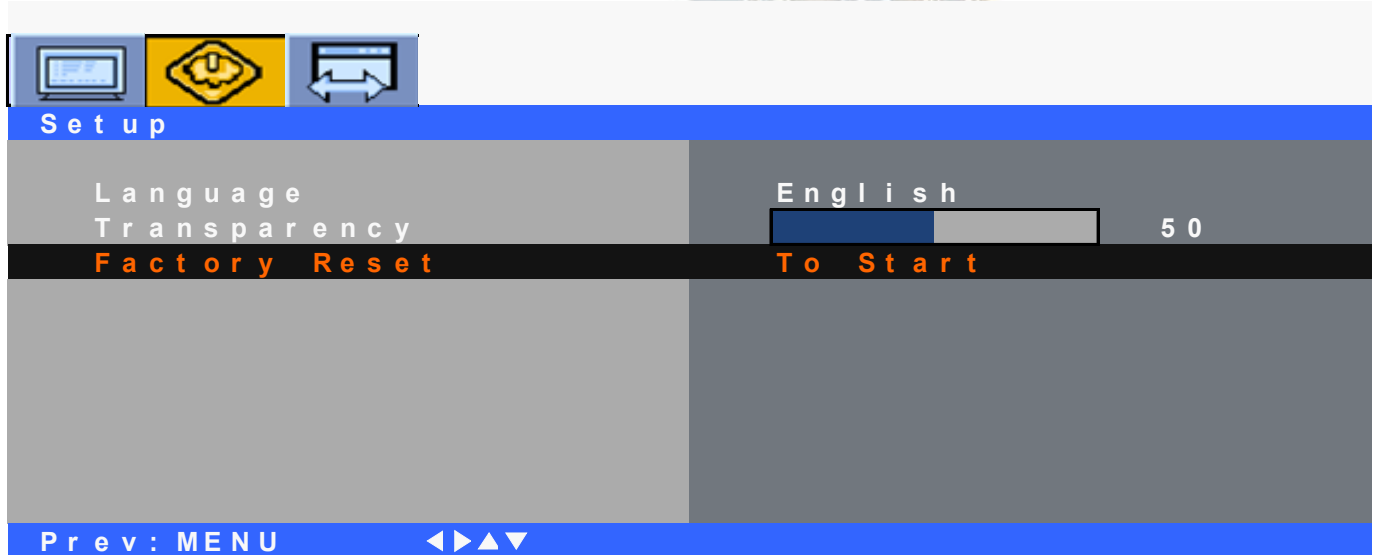 Setup
Language English
Transparency 50
Factory Reset To Start
Prev: MENU ◀▶▲▼